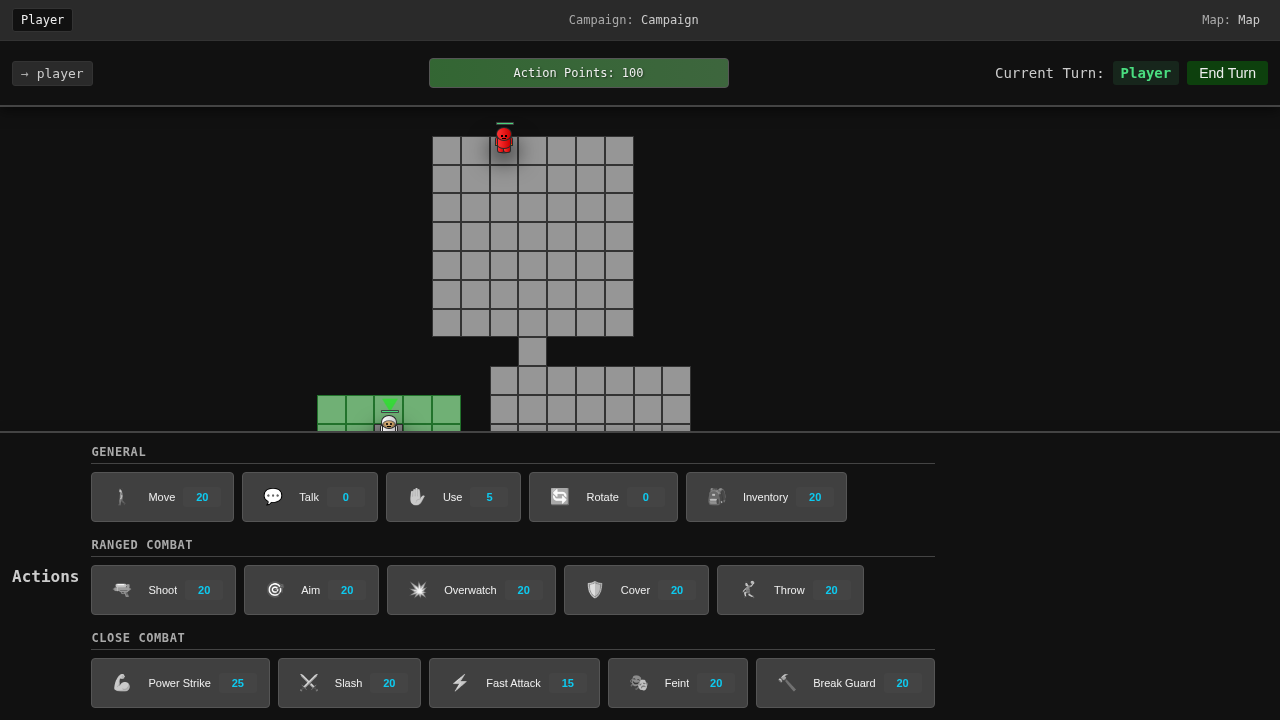 Player
Campaign: Campaign
Map: Map
→ player
Action Points: 100
Current Turn: Player
End Turn
GENERAL
Move 20
Talk 0
Use 5
Rotate 0
Inventory 20
RANGED COMBAT
Actions
Shoot 20
Aim 20
Overwatch 20
Cover 20
Throw 20
CLOSE COMBAT
Power Strike 25
Slash 20
Fast Attack 15
Feint 20
Break Guard 20